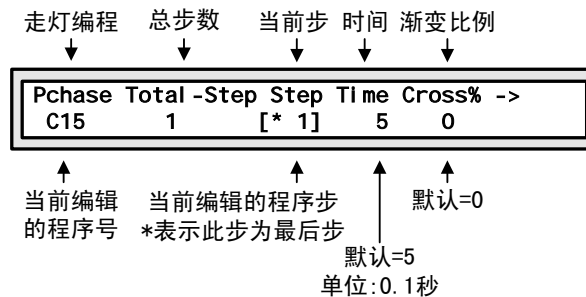 走灯编程 总步数 当前步 时间 渐变比例
Pchase Total-Step Step Time Cross% ->
C15 1 [* 1] 5 0
当前编辑 当前编辑的程序步 默认=0
的程序号 *表示此步为最后步
默认=5
单位:0.1秒